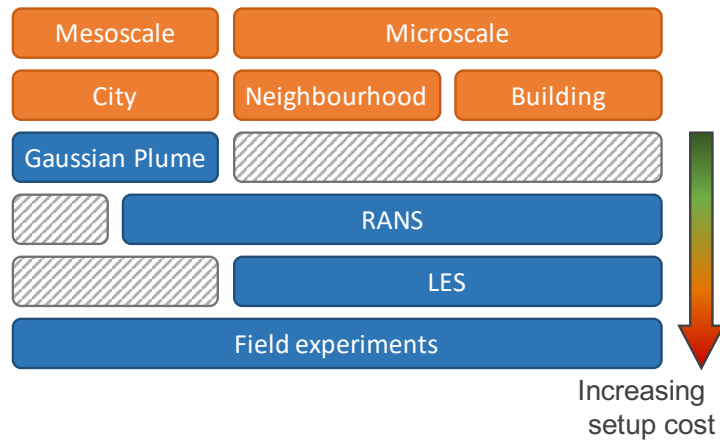 Mesoscale
Microscale
City
Neighbourhood
Building
Gaussian Plume
RANS
LES
Field experiments
Increasing
setup cost